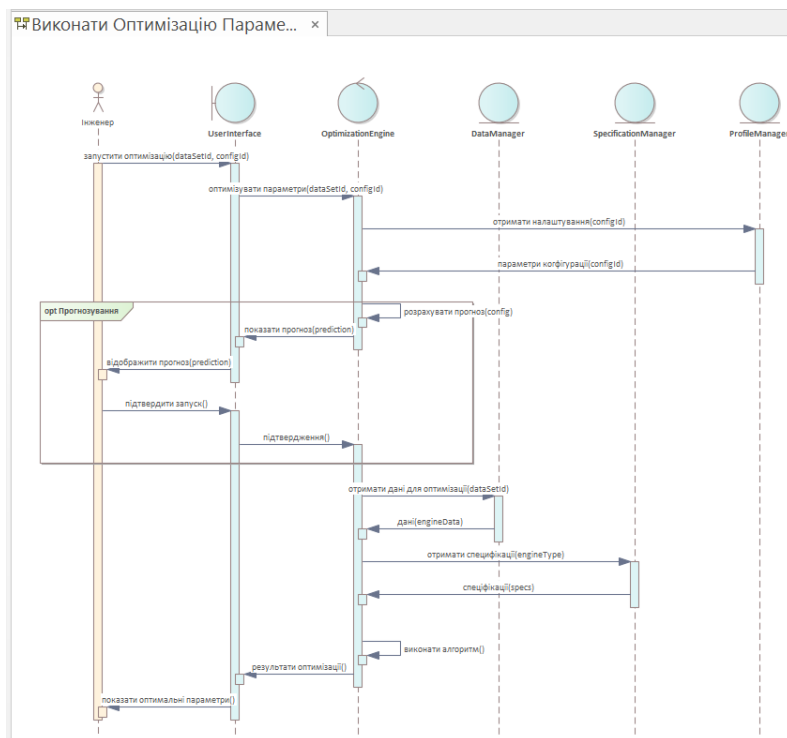 Виконати Оптимізацію Параме... ×
Інженер
UserInterface
OptimizationEngine
DataManager
SpecificationManager
ProfileManager
запустити оптимізацію(dataSetId, configId)
оптимізувати параметри(dataSetId, configId)
отримати налаштування(configId)
параметри корфігурації(configId)
opt Прогнозування
розрахувати прогноз(config)
показати прогноз(prediction)
відображити прогноз(prediction)
підтвердити запуск()
підтвердження()
отримати дані для оптимізації(dataSetId)
дані(engineData)
отримати специфікації(engineType)
специфікації(specs)
виконати алгоритм()
результати оптимізації()
показати оптимальні параметри()